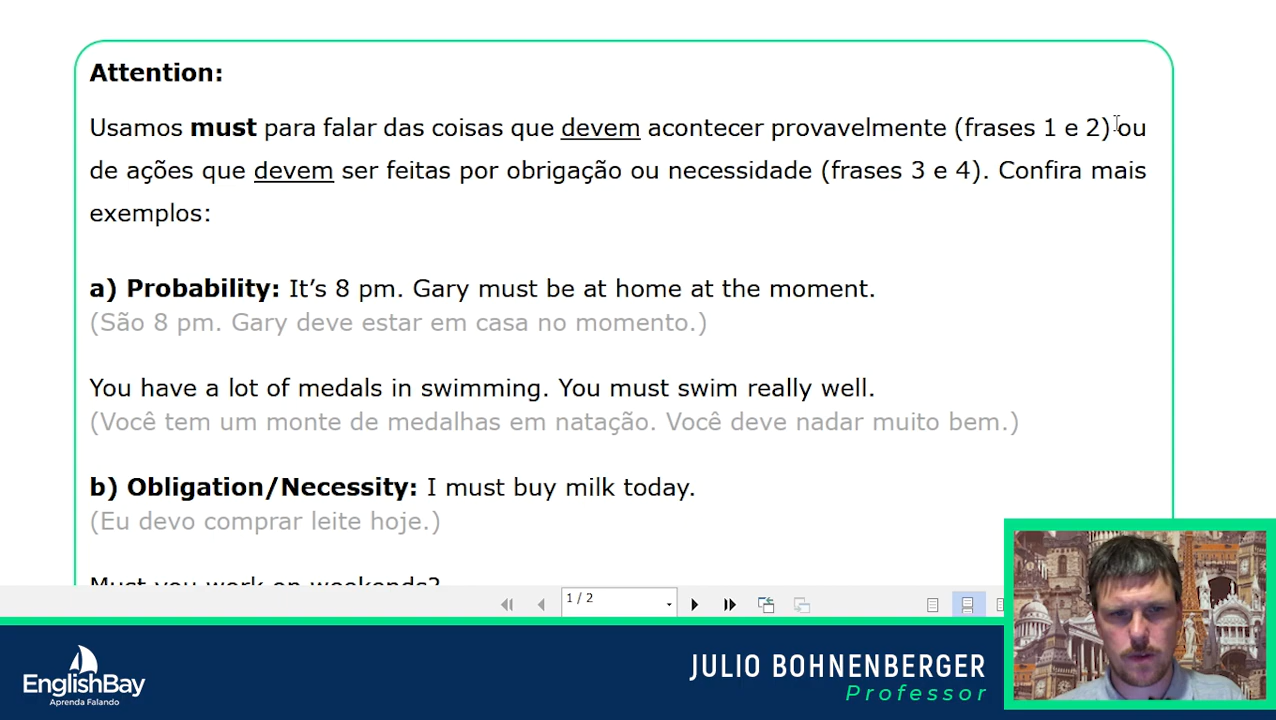 Attention:
Usamos must para falar das coisas que devem acontecer provavelmente (frases 1 e 2) ou
de ações que devem ser feitas por obrigação ou necessidade (frases 3 e 4). Confira mais
exemplos:
a) Probability: It’s 8 pm. Gary must be at home at the moment.
(São 8 pm. Gary deve estar em casa no momento.)
You have a lot of medals in swimming. You must swim really well.
(Você tem um monte de medalhas em natação. Você deve nadar muito bem.)
b) Obligation/Necessity: I must buy milk today.
(Eu devo comprar leite hoje.)
Must you work on weekends?
1 / 2
JULIO BOHNENBERGER
Professor
EnglishBay
Aprenda Falando